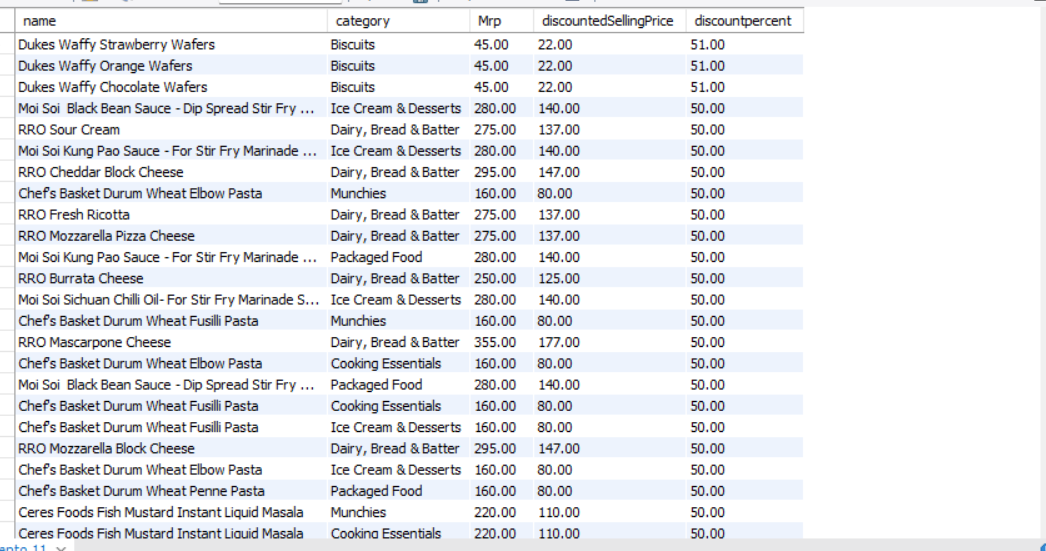 name category Mrp discountedSellingPrice discountpercent
Dukes Waffy Strawberry Wafers Biscuits 45.00 22.00 51.00
Dukes Waffy Orange Wafers Biscuits 45.00 22.00 51.00
Dukes Waffy Chocolate Wafers Biscuits 45.00 22.00 51.00
Moi Soi  Black Bean Sauce - Dip Spread Stir Fry ... Ice Cream & Desserts 280.00 140.00 50.00
RRO Sour Cream Dairy, Bread & Batter 275.00 137.00 50.00
Moi Soi Kung Pao Sauce - For Stir Fry Marinade ... Ice Cream & Desserts 280.00 140.00 50.00
RRO Cheddar Block Cheese Dairy, Bread & Batter 295.00 147.00 50.00
Chef's Basket Durum Wheat Elbow Pasta Munchies 160.00 80.00 50.00
RRO Fresh Ricotta Dairy, Bread & Batter 275.00 137.00 50.00
RRO Mozzarella Pizza Cheese Dairy, Bread & Batter 275.00 137.00 50.00
Moi Soi Kung Pao Sauce - For Stir Fry Marinade ... Packaged Food 280.00 140.00 50.00
RRO Burrata Cheese Dairy, Bread & Batter 250.00 125.00 50.00
Moi Soi Sichuan Chilli Oil- For Stir Fry Marinade S... Ice Cream & Desserts 280.00 140.00 50.00
Chef's Basket Durum Wheat Fusilli Pasta Munchies 160.00 80.00 50.00
RRO Mascarpone Cheese Dairy, Bread & Batter 355.00 177.00 50.00
Chef's Basket Durum Wheat Elbow Pasta Cooking Essentials 160.00 80.00 50.00
Moi Soi  Black Bean Sauce - Dip Spread Stir Fry ... Packaged Food 280.00 140.00 50.00
Chef's Basket Durum Wheat Fusilli Pasta Cooking Essentials 160.00 80.00 50.00
Chef's Basket Durum Wheat Fusilli Pasta Ice Cream & Desserts 160.00 80.00 50.00
RRO Mozzarella Block Cheese Dairy, Bread & Batter 295.00 147.00 50.00
Chef's Basket Durum Wheat Elbow Pasta Ice Cream & Desserts 160.00 80.00 50.00
Chef's Basket Durum Wheat Penne Pasta Packaged Food 160.00 80.00 50.00
Ceres Foods Fish Mustard Instant Liquid Masala Munchies 220.00 110.00 50.00
Ceres Foods Fish Mustard Instant Liquid Masala Cooking Essentials 220.00 110.00 50.00
11